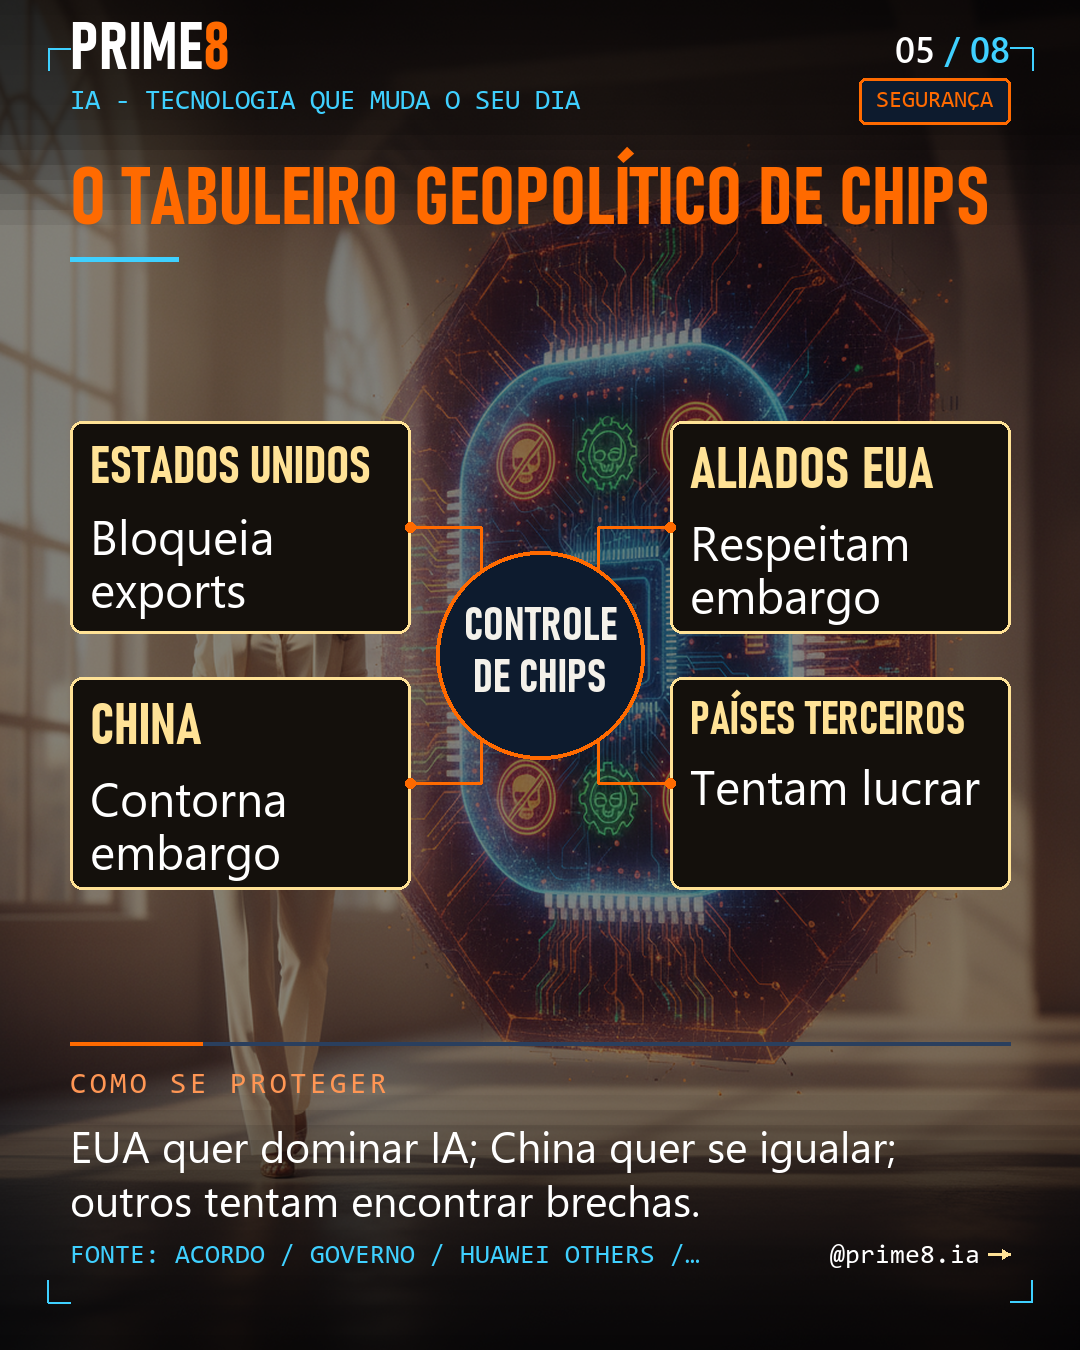 PRIME8
05 / 08
IA - TECNOLOGIA QUE MUDA O SEU DIA
SEGURANÇA
O TABULEIRO GEOPOLÍTICO DE CHIPS
ESTADOS UNIDOS
Bloqueia
exports
ALIADOS EUA
Respeitam
embargo
CONTROLE
DE CHIPS
CHINA
Contorna
embargo
PAÍSES TERCEIROS
Tentam lucrar
COMO SE PROTEGER
EUA quer dominar IA; China quer se igualar;
outros tentam encontrar brechas.
FONTE: ACORDO / GOVERNO / HUAWEI OTHERS /…
@prime8.ia